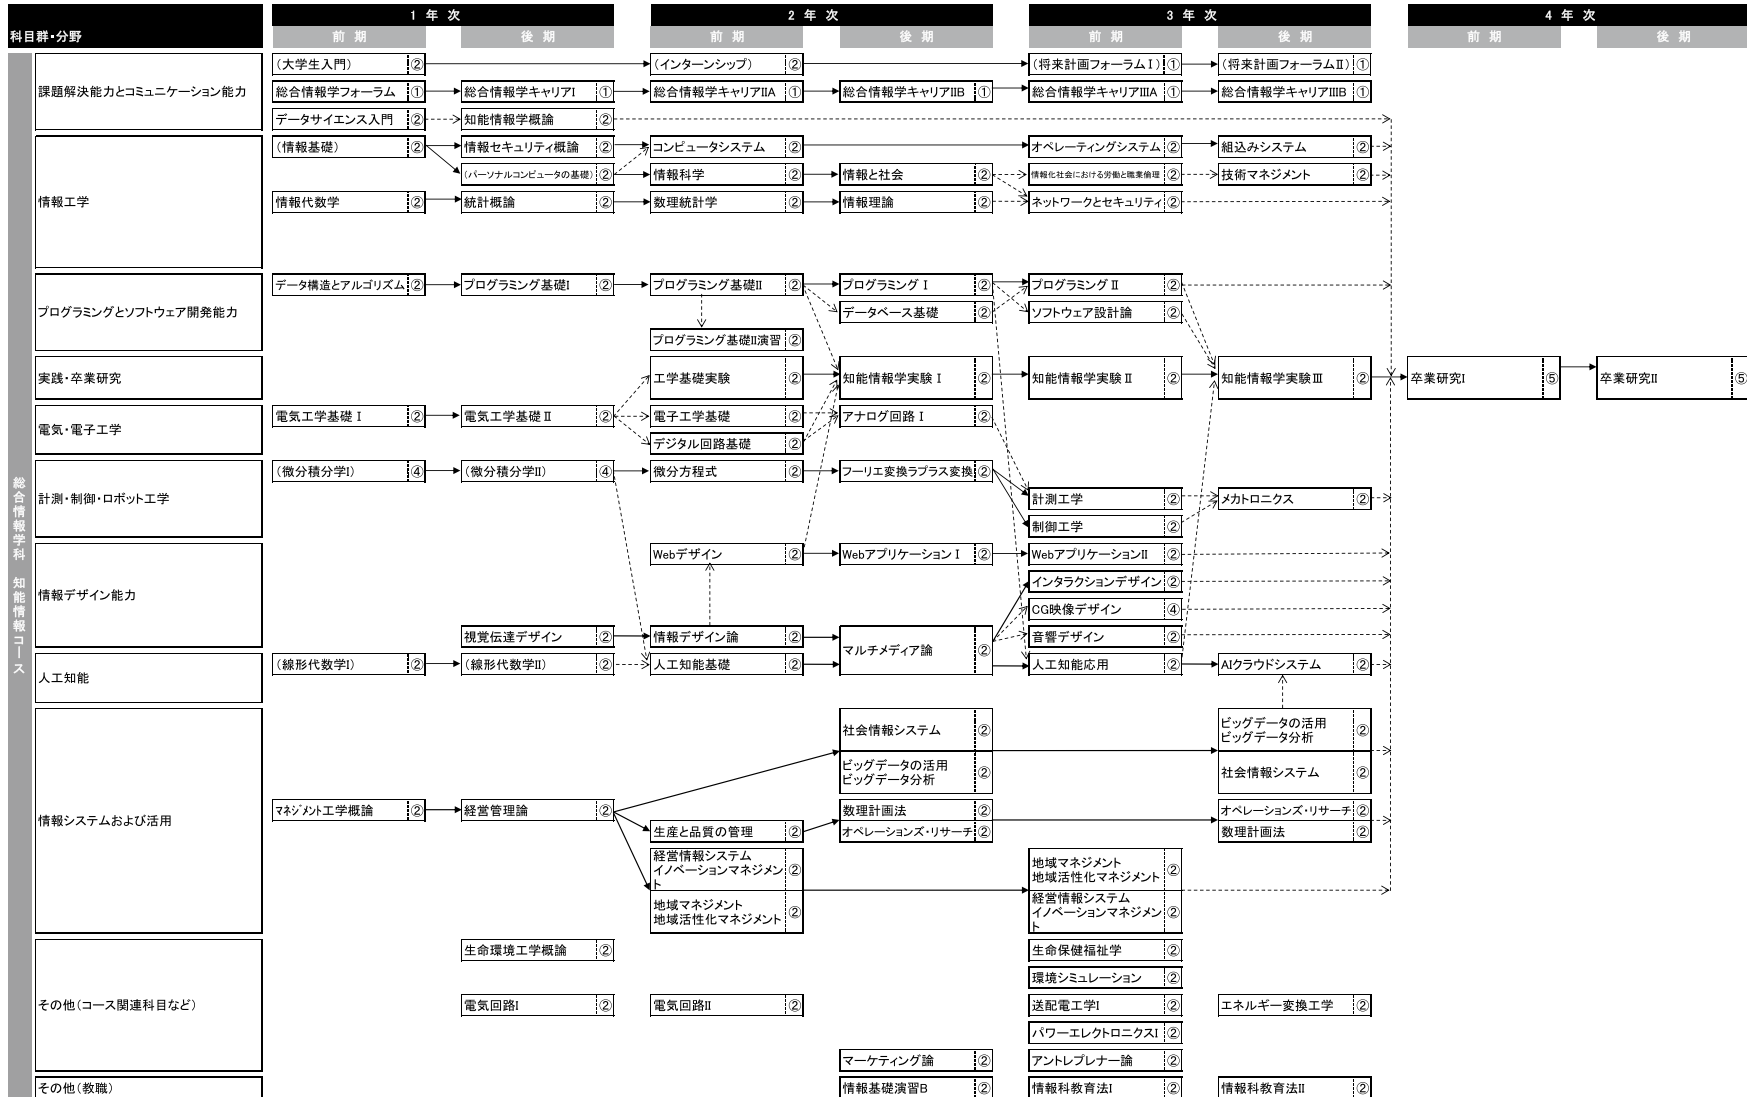 1 年 次 2 年 次 3 年 次 4 年 次
科目群・分野 前 期 後 期 前 期 後 期 前 期 後 期 前 期 後 期
総合情報学科 知能情報コース
課題解決能力とコミュニケーション能力
（大学生入門） ② （インターンシップ） ② （将来計画フォーラムⅠ） ① （将来計画フォーラムⅡ） ①
総合情報学フォーラム ① 総合情報学キャリアI ① 総合情報学キャリアIIA ① 総合情報学キャリアIIB ① 総合情報学キャリアIIIA ① 総合情報学キャリアIIIB ①
データサイエンス入門 ② 知能情報学概論 ②
情報工学
（情報基礎） ② 情報セキュリティ概論 ② コンピュータシステム ② オペレーティングシステム ② 組込みシステム ②
（パーソナルコンピュータの基礎） ② 情報科学 ② 情報と社会 ② 情報化社会における労働と職業倫理 ② 技術マネジメント ②
情報代数学 ② 統計概論 ② 数理統計学 ② 情報理論 ② ネットワークとセキュリティ ②
プログラミングとソフトウェア開発能力
データ構造とアルゴリズム ② プログラミング基礎I ② プログラミング基礎II ② プログラミングⅠ ② プログラミングⅡ ②
データベース基礎 ② ソフトウェア設計論 ②
プログラミング基礎II演習 ②
実践・卒業研究
工学基礎実験 ② 知能情報学実験Ⅰ ② 知能情報学実験Ⅱ ② 知能情報学実験Ⅲ ② 卒業研究I ⑤ 卒業研究II ⑤
電気・電子工学
電気工学基礎Ⅰ ② 電気工学基礎Ⅱ ② 電子工学基礎 ② アナログ回路Ⅰ ②
デジタル回路基礎 ②
計測・制御・ロボット工学
（微分積分学I） ④ （微分積分学II） ④ 微分方程式 ② フーリエ変換ラプラス変換 ②
計測工学 ② メカトロニクス ②
制御工学 ②
情報デザイン能力
Webデザイン ② WebアプリケーションⅠ ② WebアプリケーションII ②
インタラクションデザイン ②
CG映像デザイン ④
視覚伝達デザイン ② 情報デザイン論 ② マルチメディア論 ② 音響デザイン ②
人工知能
（線形代数学I） ② （線形代数学II） ② 人工知能基礎 ② 人工知能応用 ② AIクラウドシステム ②
情報システムおよび活用
社会情報システム ② ビッグデータの活用
ビッグデータ分析 ②
ビッグデータの活用
ビッグデータ分析 ② 社会情報システム ②
マネジメント工学概論 ② 経営管理論 ② 数理計画法 ② オペレーションズ・リサーチ ②
生産と品質の管理 ② オペレーションズ・リサーチ ② 数理計画法 ②
経営情報システム
イノベーションマネジメン
ト ② 地域マネジメント
地域活性化マネジメント ②
地域マネジメント
地域活性化マネジメント ② 経営情報システム
イノベーションマネジメン
ト ②
その他（コース関連科目など）
生命環境工学概論 ② 生命保健福祉学 ②
環境シミュレーション ②
電気回路I ② 電気回路II ② 送配電工学I ② エネルギー変換工学 ②
パワーエレクトロニクスI ②
マーケティング論 ② アントレプレナー論 ②
その他（教職）
情報基礎演習B ② 情報科教育法I ② 情報科教育法II ②